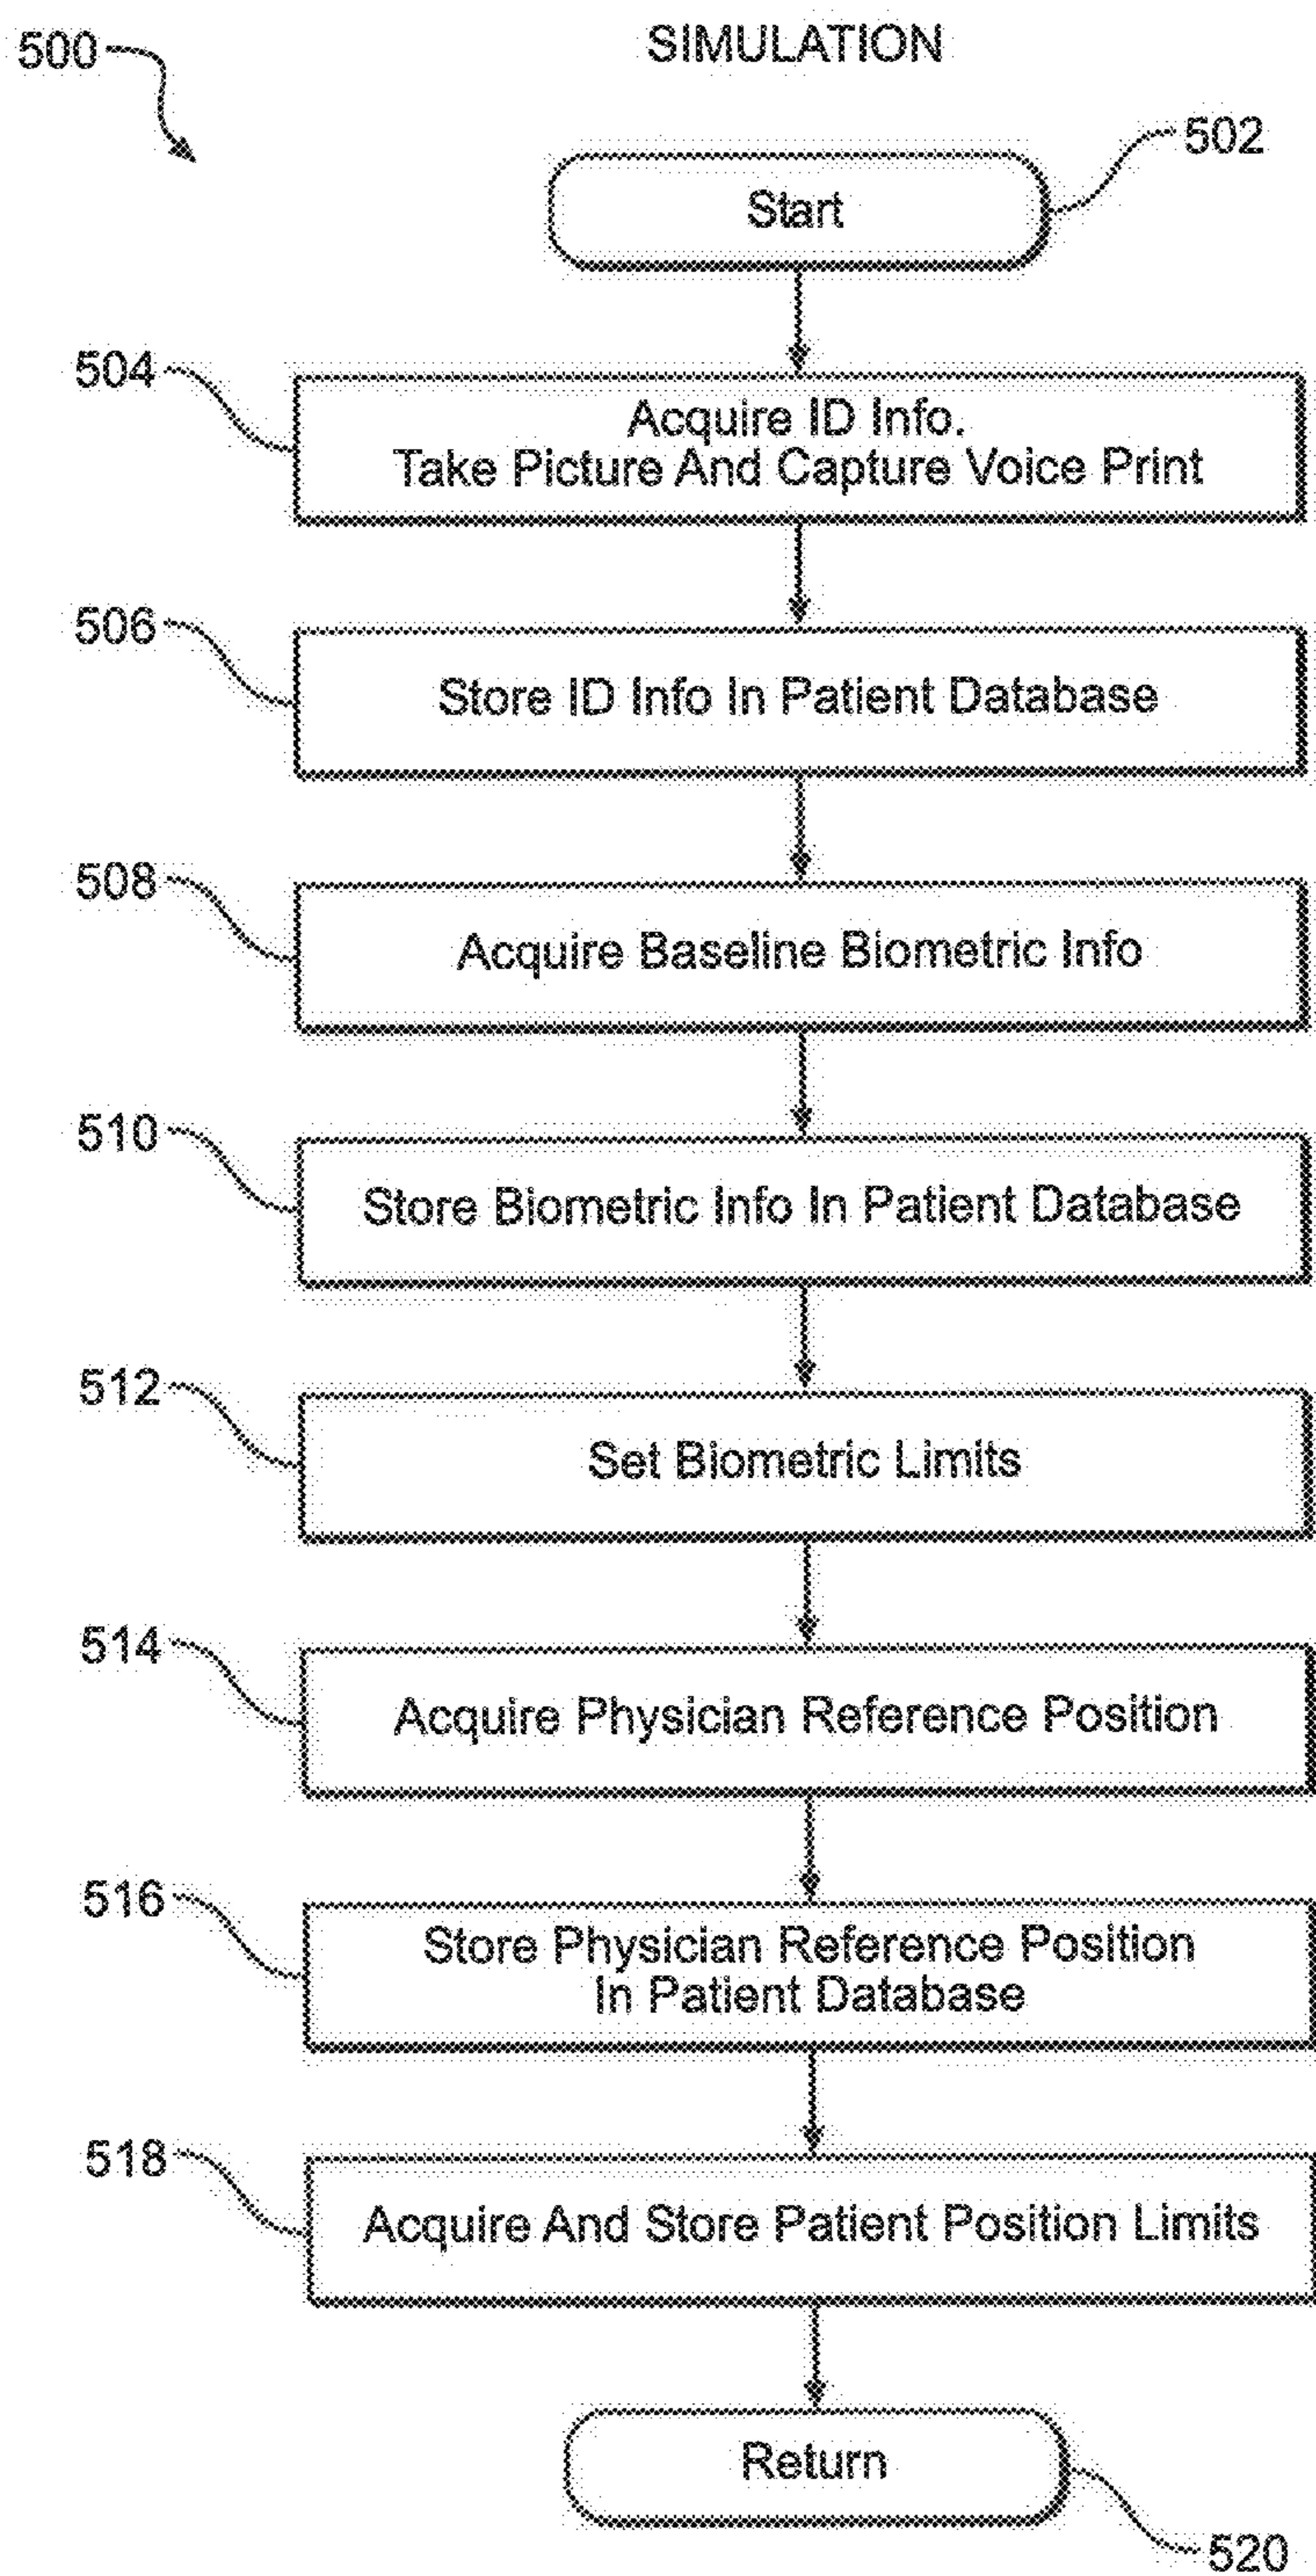 SIMULATION
500
502
Start
504
Acquire ID Info.
Take Picture And Capture Voice Print
506
Store ID Info In Patient Database
508
Acquire Baseline Biometric Info
510
Store Biometric Info In Patient Database
512
Set Biometric Limits
514
Acquire Physician Reference Position
516
Store Physician Reference Position
In Patient Database
518
Acquire And Store Patient Position Limits
Return
520